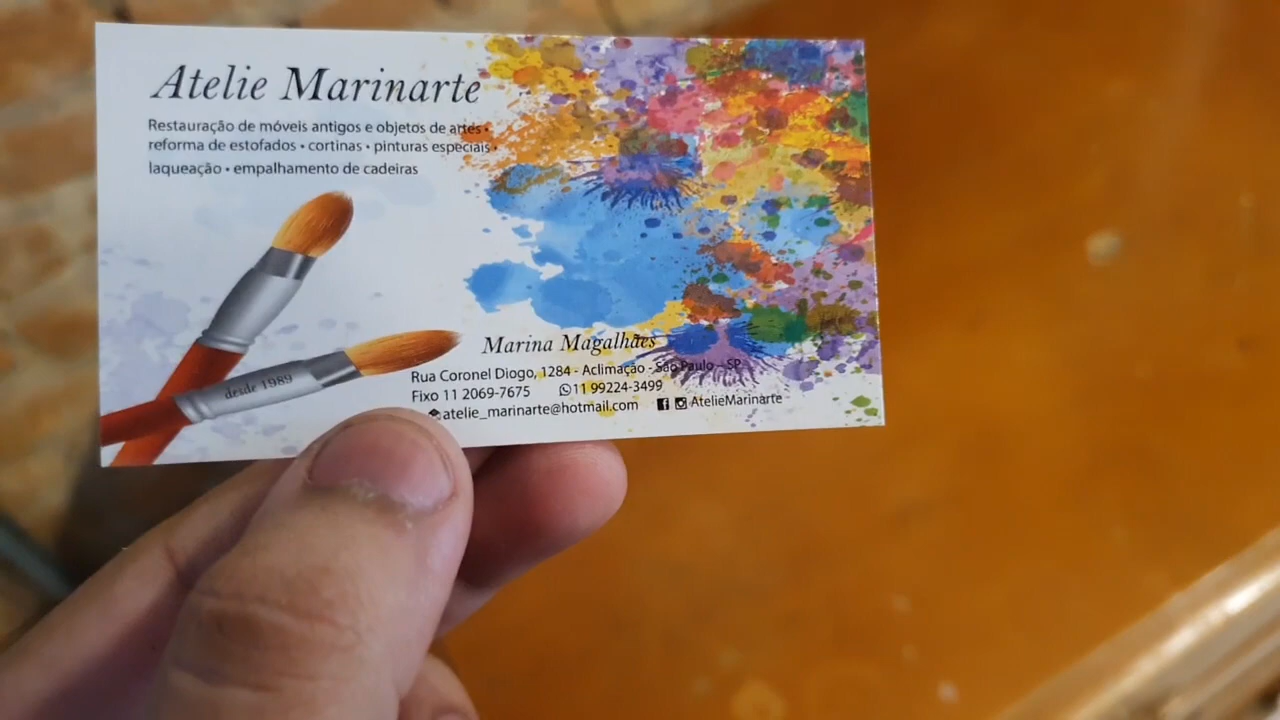 Atelie Marinarte
Restauração de móveis antigos e objetos de artes •
reforma de estofados • cortinas • pinturas especiais •
laqueação • empalhamento de cadeiras
desde 1989
Marina Magalhães
Rua Coronel Diogo, 1284 - Aclimação - São Paulo - SP
Fixo 11 2069-7675 11 99224-3499
atelie_marinarte@hotmail.com AtelieMarinarte